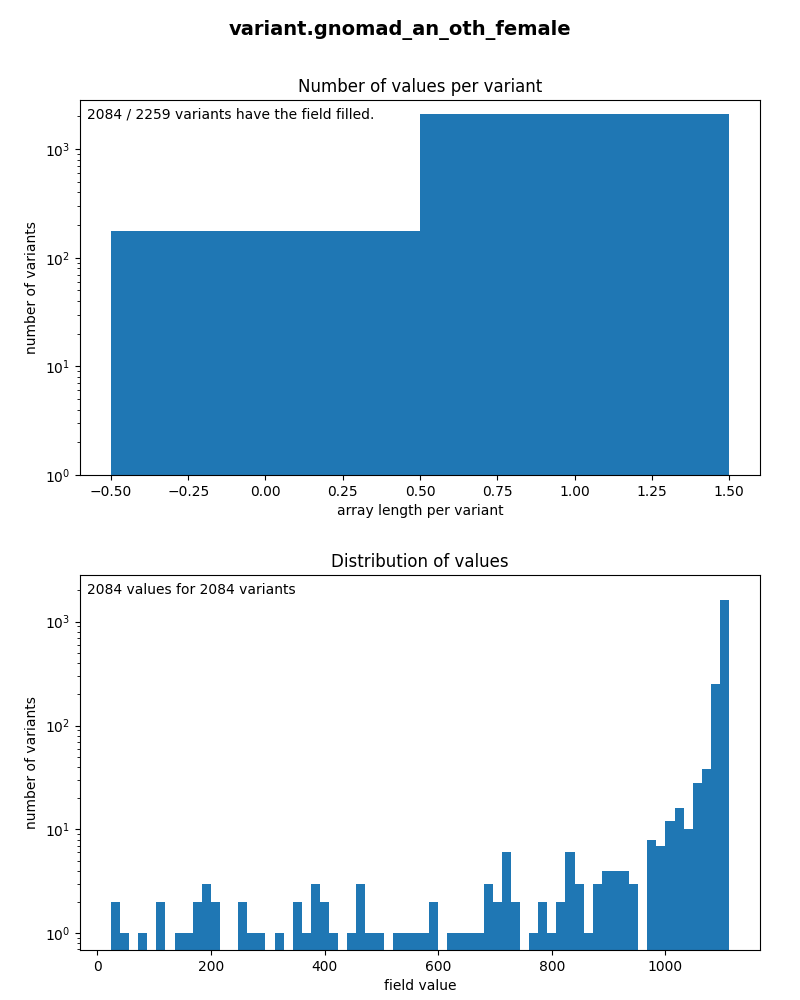 variant.gnomad_an_oth_female
Number of values per variant
2084 / 2259 variants have the field filled.
number of variants
10³
10²
10¹
10⁰
−0.50 −0.25 0.00 0.25 0.50 0.75 1.00 1.25 1.50
array length per variant
Distribution of values
2084 values for 2084 variants
number of variants
10³
10²
10¹
10⁰
0 200 400 600 800 1000
field value